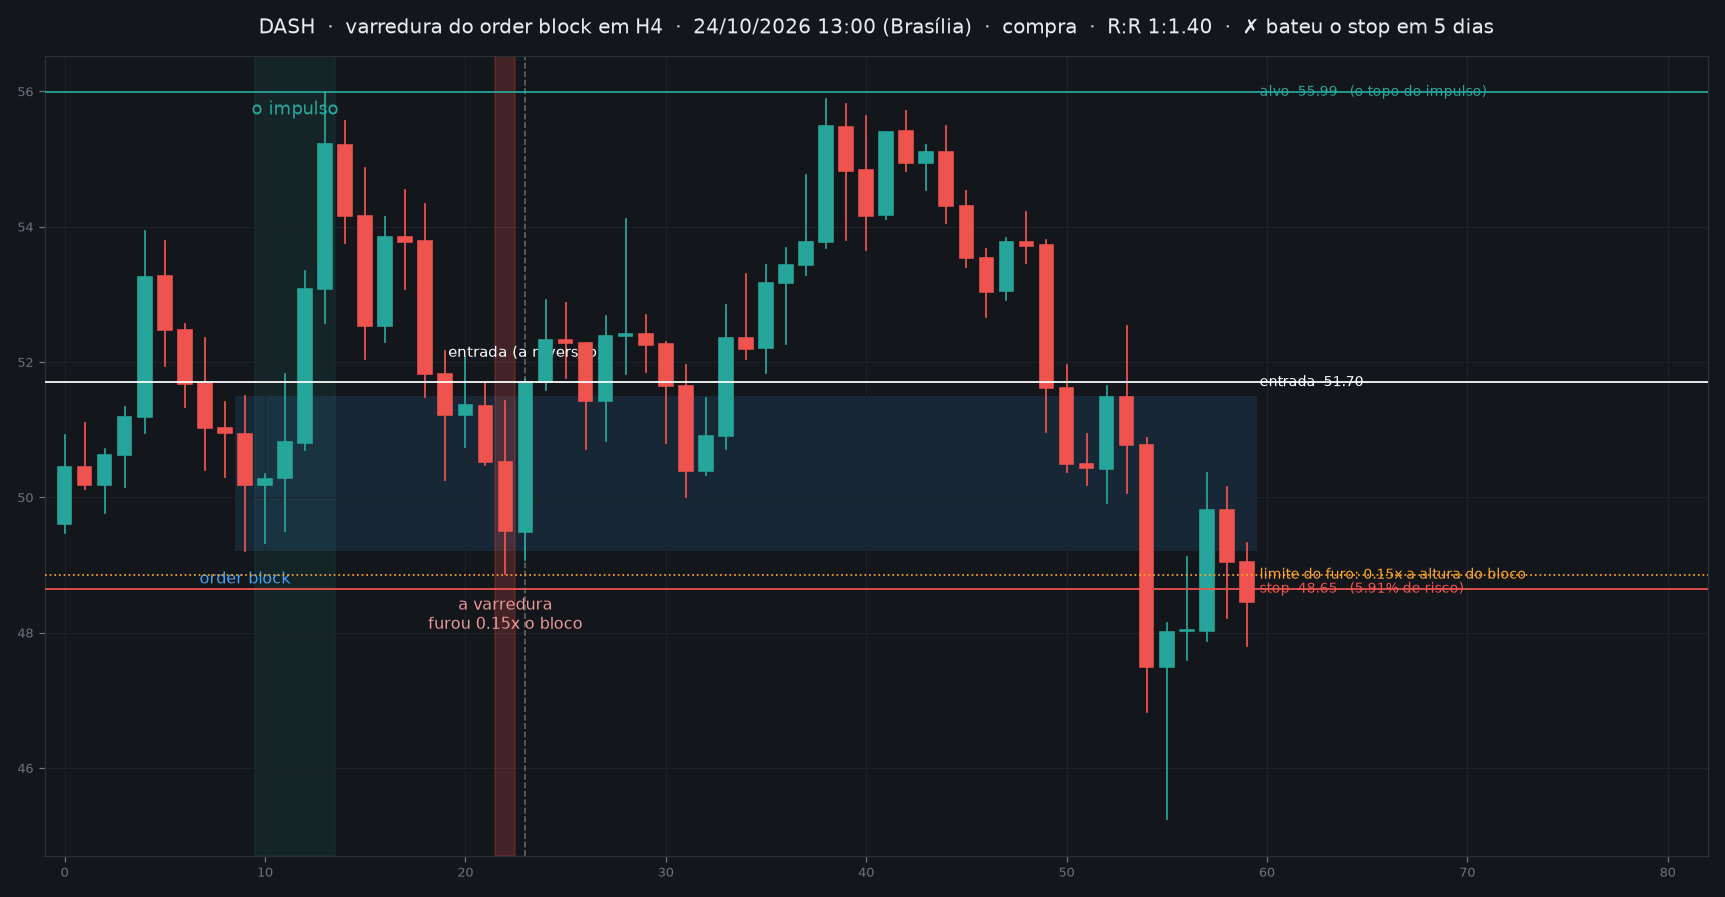 DASH · varredura do order block em H4 · 24/10/2026 13:00 (Brasília) · compra · R:R 1:1.40 · ✗ bateu o stop em 5 dias
56
54
52
50
48
46
o impulso
alvo 55.99 (o topo do impulso)
entrada (a
entrada 51.70
order block
limite do furo: 0.15x a altura do bloco
stop 48.65 (5.91% de risco)
a varredura
furou 0.15x o bloco
0 10 20 30 40 50 60 70 80